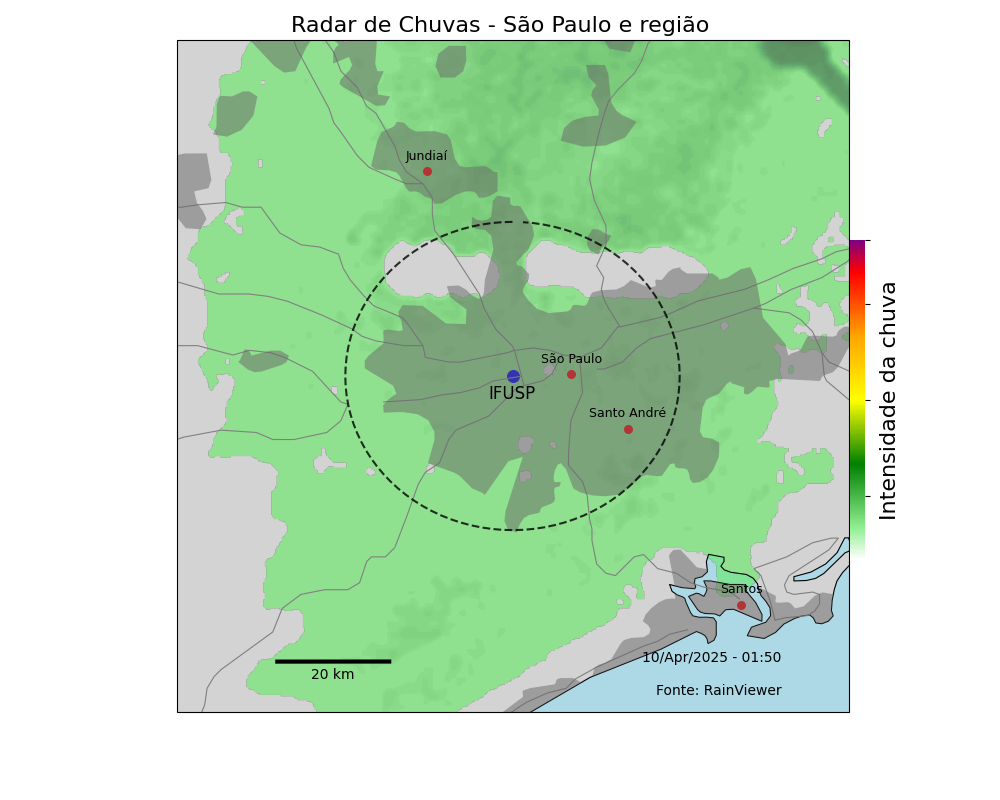 Radar de Chuvas - São Paulo e região
Jundiaí
São Paulo
IFUSP
Santo André
Intensidade da chuva
Santos
10/Apr/2025 - 01:50
20 km
Fonte: RainViewer